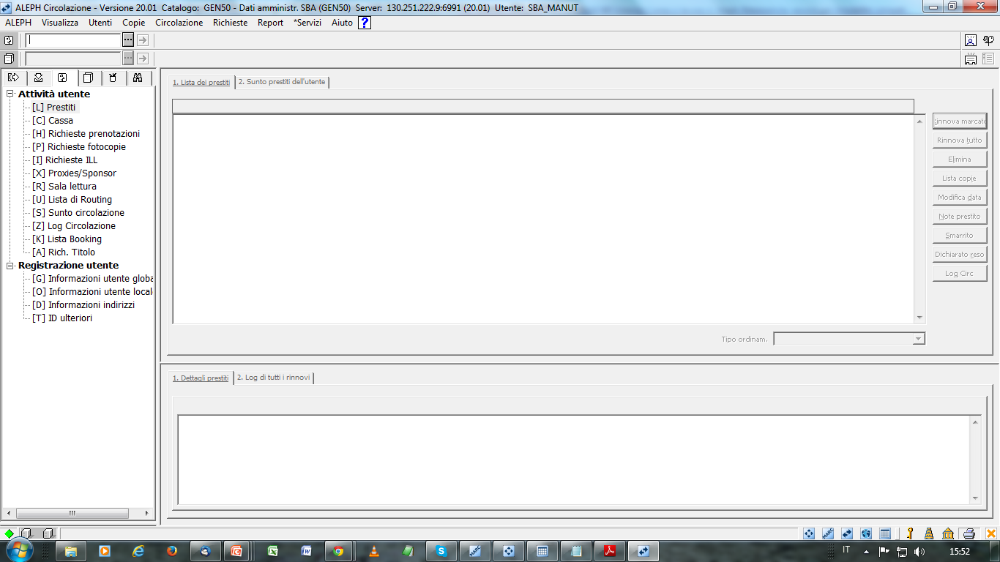 ALEPH Circolazione - Versione 20.01 Catalogo: GEN50 - Dati amministr. SBA (GEN50) Server: 130.251.222.9:6991 (20.01) Utente: SBA_MANUT
ALEPH Visualizza Utenti Copie Circolazione Richieste Report *Servizi Aiuto ?
Attività utente
[L] Prestiti
[C] Cassa
[H] Richieste prenotazioni
[P] Richieste fotocopie
[I] Richieste ILL
[X] Proxies/Sponsor
[R] Sala lettura
[U] Lista di Routing
[S] Sunto circolazione
[Z] Log Circolazione
[K] Lista Booking
[A] Rich. Titolo
Registrazione utente
[G] Informazioni utente globa
[O] Informazioni utente local
[D] Informazioni indirizzi
[T] ID ulteriori
1. Lista dei prestiti 2. Sunto prestiti dell'utente
Rinnova marcato
Rinnova tutto
Elimina
Lista copie
Modifica data
Note prestito
Smarrito
Dichiarato reso
Log Circ
Tipo ordinam.
1. Dettagli prestiti 2. Log di tutti i rinnovi
IT 15:52